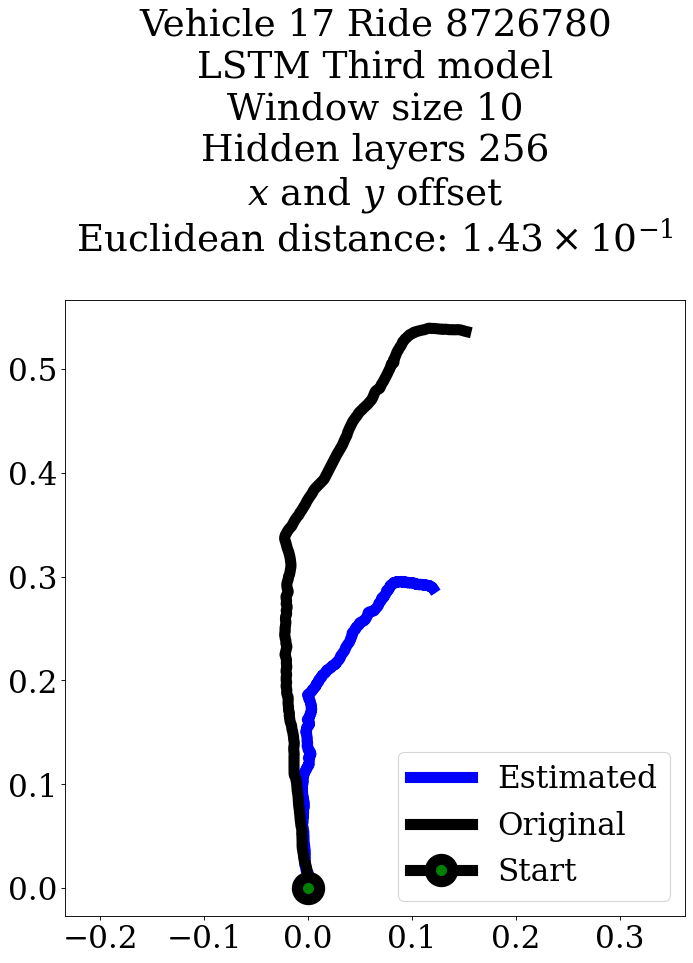 Vehicle 17 Ride 8726780
LSTM Third model
Window size 10
Hidden layers 256
x and y offset
Euclidean distance: 1.43 × 10⁻¹
0.5
0.4
0.3
0.2
0.1
0.0
Estimated
Original
Start
−0.2 −0.1 0.0 0.1 0.2 0.3